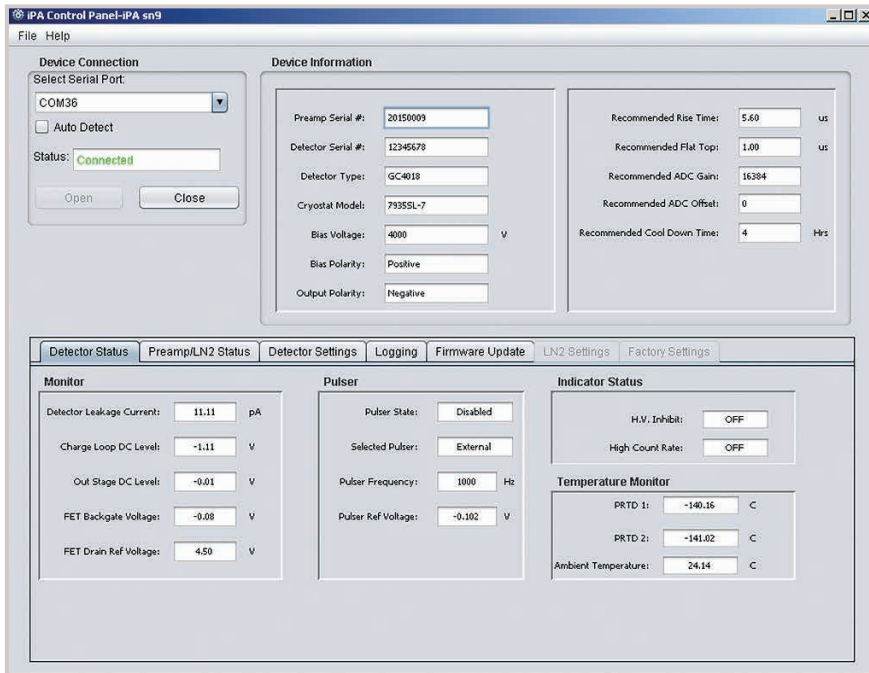 iPA Control Panel-iPA sn9
File Help
Device Connection
Select Serial Port:
COM36
Auto Detect
Status: Connected
Open Close
Device Information
Preamp Serial #: 20150009
Detector Serial #: 12345678
Detector Type: GC4018
Cryostat Model: 7935SL-7
Bias Voltage: 4000 V
Bias Polarity: Positive
Output Polarity: Negative
Recommended Rise Time: 5.60 us
Recommended Flat Top: 1.00 us
Recommended ADC Gain: 16384
Recommended ADC Offset: 0
Recommended Cool Down Time: 4 Hrs
Detector Status Preamp/LN2 Status Detector Settings Logging Firmware Update LN2 Settings Factory Settings
Monitor
Detector Leakage Current: 11.11 pA
Charge Loop DC Level: -1.11 V
Out Stage DC Level: -0.01 V
FET Backgate Voltage: -0.08 V
FET Drain Ref Voltage: 4.50 V
Pulser
Pulser State: Disabled
Selected Pulser: External
Pulser Frequency: 1000 Hz
Pulser Ref Voltage: -0.102 V
Indicator Status
H.V. Inhibit: OFF
High Count Rate: OFF
Temperature Monitor
PRTD 1: -140.16 C
PRTD 2: -141.02 C
Ambient Temperature: 24.14 C